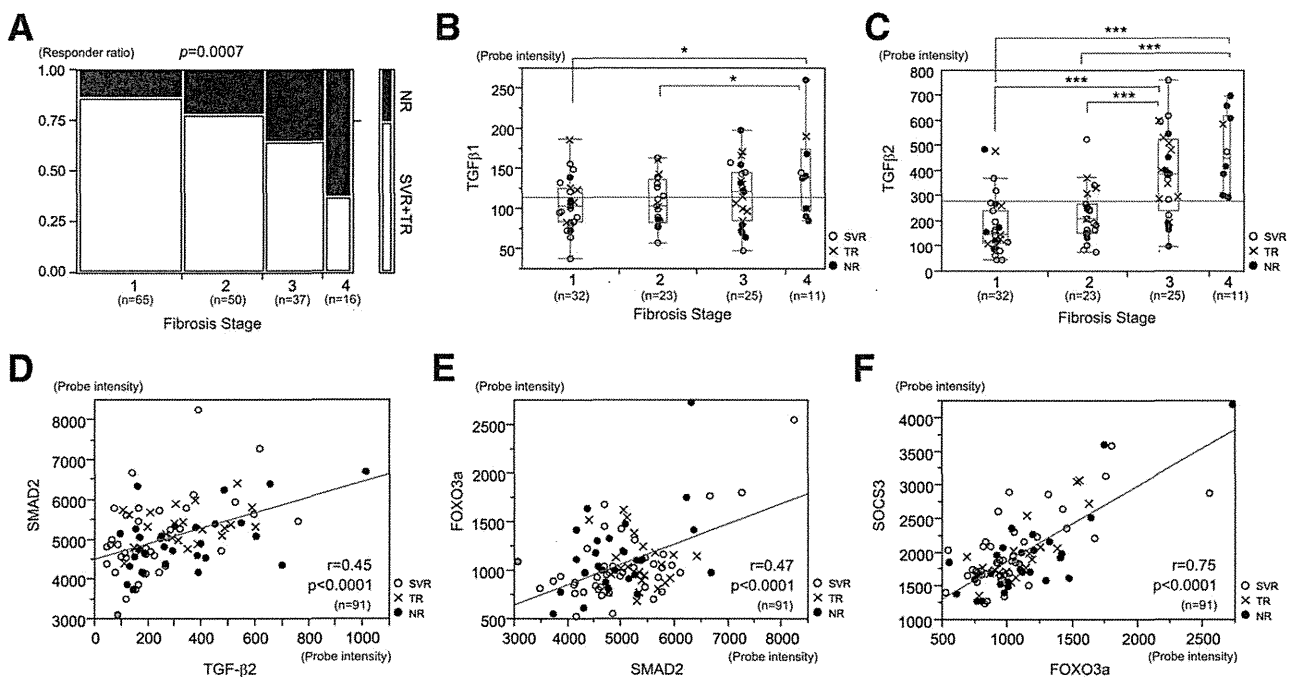 A
(Responder ratio)
p=0.0007
1.00
0.75
0.50
0.25
0.00
NR
SVR+TR
1 2 3 4
(n=65) (n=50) (n=37) (n=16)
Fibrosis Stage
B
(Probe intensity)
* 
*
TGFβ1
250
200
150
100
50
1 2 3 4
(n=32) (n=23) (n=25) (n=11)
Fibrosis Stage
SVR
TR
NR
C
(Probe intensity)
***
***
***
***
TGFβ2
800
700
600
500
400
300
200
100
0
1 2 3 4
(n=32) (n=23) (n=25) (n=11)
Fibrosis Stage
SVR
TR
NR
D
(Probe intensity)
SMAD2
8000
7000
6000
5000
4000
3000
0 200 400 600 800 1000
r=0.45
p<0.0001
(n=91)
SVR
TR
NR
(Probe intensity)
TGF-β2
E
(Probe intensity)
FOXO3a
2500
2000
1500
1000
500
3000 4000 5000 6000 7000 8000
r=0.47
p<0.0001
(n=91)
SVR
TR
NR
(Probe intensity)
SMAD2
F
(Probe intensity)
SOCS3
4000
3500
3000
2500
2000
1500
1000
500 1000 1500 2000 2500
r=0.75
p<0.0001
(n=91)
SVR
TR
NR
(Probe intensity)
FOXO3a